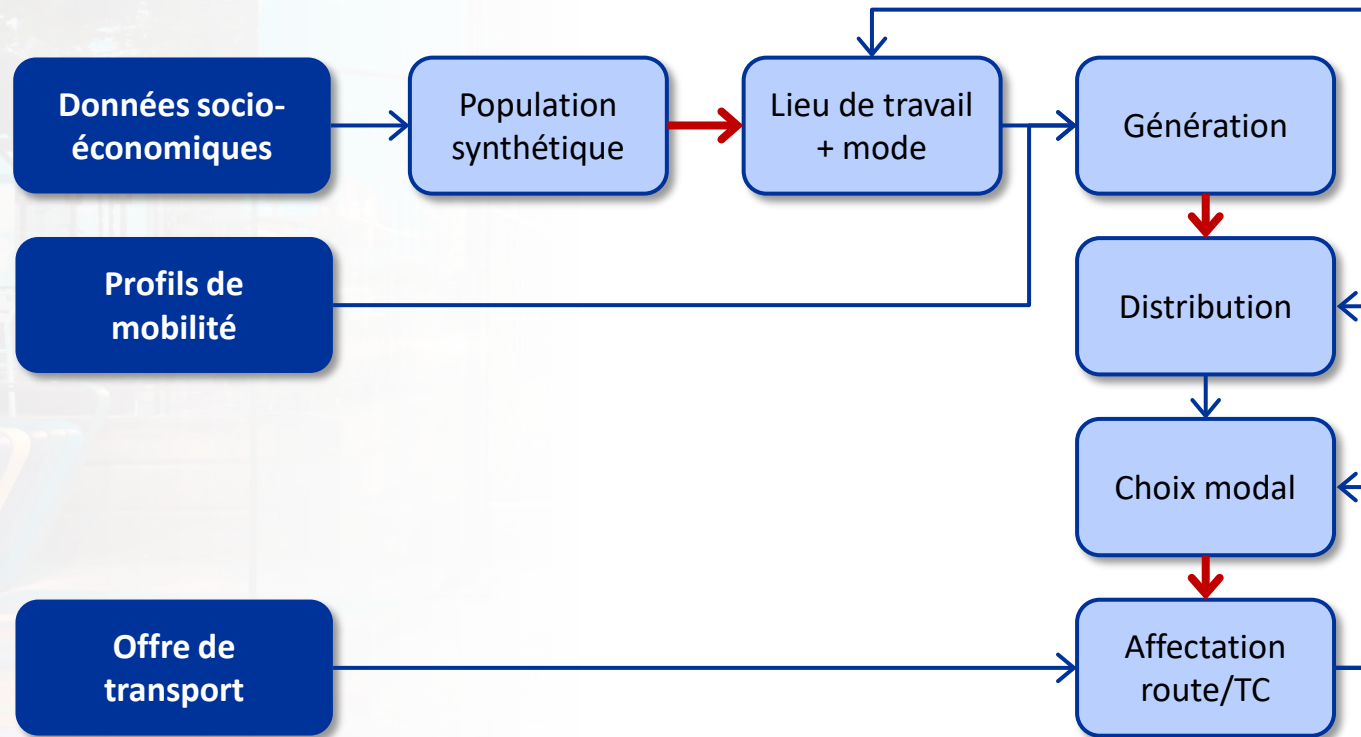 Données socio-
économiques
Population
synthétique
Lieu de travail
+ mode
Génération
Profils de
mobilité
Distribution
Choix modal
Offre de
transport
Affectation
route/TC